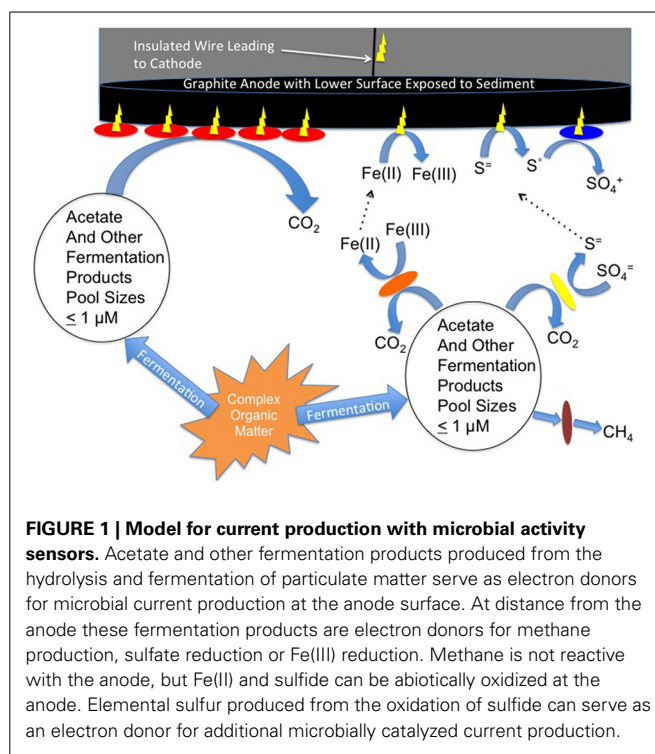 Insulated Wire Leading
to Cathode
Graphite Anode with Lower Surface Exposed to Sediment
Fe(II)
Fe(III)
S=
S°
SO₄⁺
CO₂
Acetate
And Other
Fermentation
Products
Pool Sizes
≤ 1 µM
Fe(II)
Fe(III)
S=
SO₄=
CO₂
CO₂
Acetate
And Other
Fermentation
Products
Pool Sizes
≤ 1 µM
Fermentation
Complex
Organic
Matter
Fermentation
CH₄
FIGURE 1 | Model for current production with microbial activity
sensors. Acetate and other fermentation products produced from the
hydrolysis and fermentation of particulate matter serve as electron donors
for microbial current production at the anode surface. At distance from the
anode these fermentation products are electron donors for methane
production, sulfate reduction or Fe(III) reduction. Methane is not reactive
with the anode, but Fe(II) and sulfide can be abiotically oxidized at the
anode. Elemental sulfur produced from the oxidation of sulfide can serve as
an electron donor for additional microbially catalyzed current production.